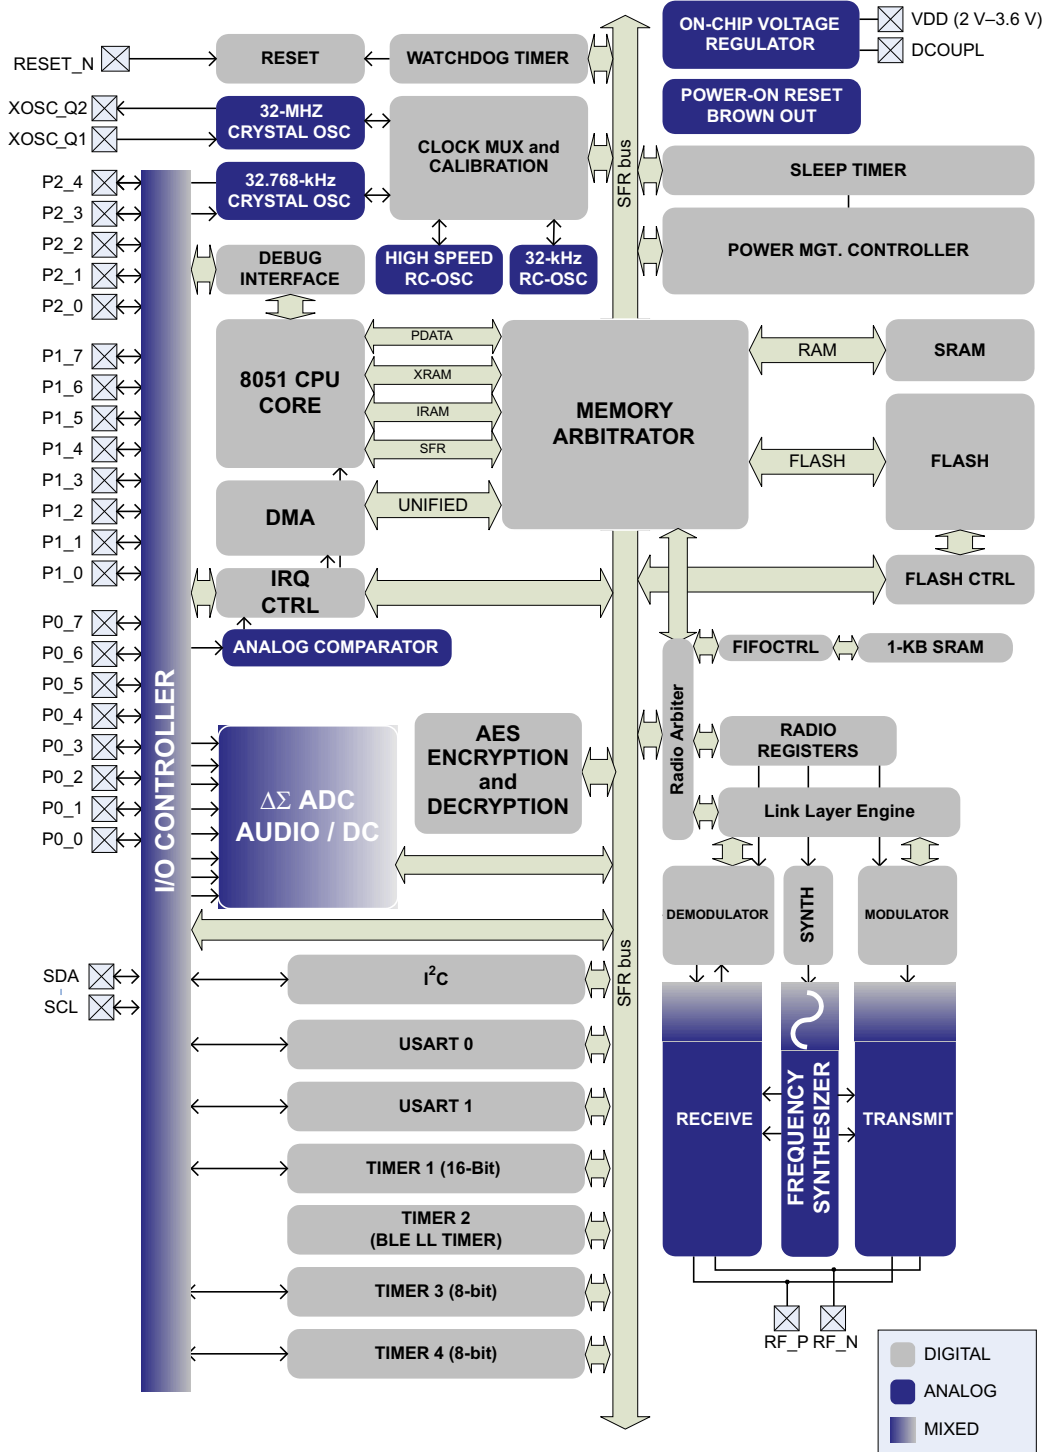 ON-CHIP VOLTAGE
REGULATOR
VDD (2 V–3.6 V)
DCOUPL
RESET_N
RESET
WATCHDOG TIMER
POWER-ON RESET
BROWN OUT
XOSC_Q2
XOSC_Q1
32-MHZ
CRYSTAL OSC
CLOCK MUX and
CALIBRATION
SFR bus
SLEEP TIMER
P2_4
P2_3
P2_2
P2_1
P2_0
32.768-kHz
CRYSTAL OSC
DEBUG
INTERFACE
HIGH SPEED
RC-OSC
32-kHz
RC-OSC
POWER MGT. CONTROLLER
P1_7
P1_6
P1_5
P1_4
P1_3
P1_2
P1_1
P1_0
8051 CPU
CORE
PDATA
XRAM
IRAM
SFR
MEMORY
ARBITRATOR
RAM
SRAM
FLASH
FLASH
DMA
UNIFIED
IRQ
CTRL
FLASH CTRL
P0_7
P0_6
P0_5
P0_4
P0_3
P0_2
P0_1
P0_0
ANALOG COMPARATOR
FIFOCTRL
1-KB SRAM
I/O CONTROLLER
Radio Arbiter
RADIO
REGISTERS
AES
ENCRYPTION
and
DECRYPTION
ΔΣ ADC
AUDIO / DC
Link Layer Engine
DEMODULATOR
SYNTH
MODULATOR
SDA
SCL
SFR bus
I²C
USART 0
USART 1
TIMER 1 (16-Bit)
TIMER 2
(BLE LL TIMER)
TIMER 3 (8-bit)
TIMER 4 (8-bit)
RECEIVE
FREQUENCY
SYNTHESIZER
TRANSMIT
RF_P
RF_N
DIGITAL
ANALOG
MIXED